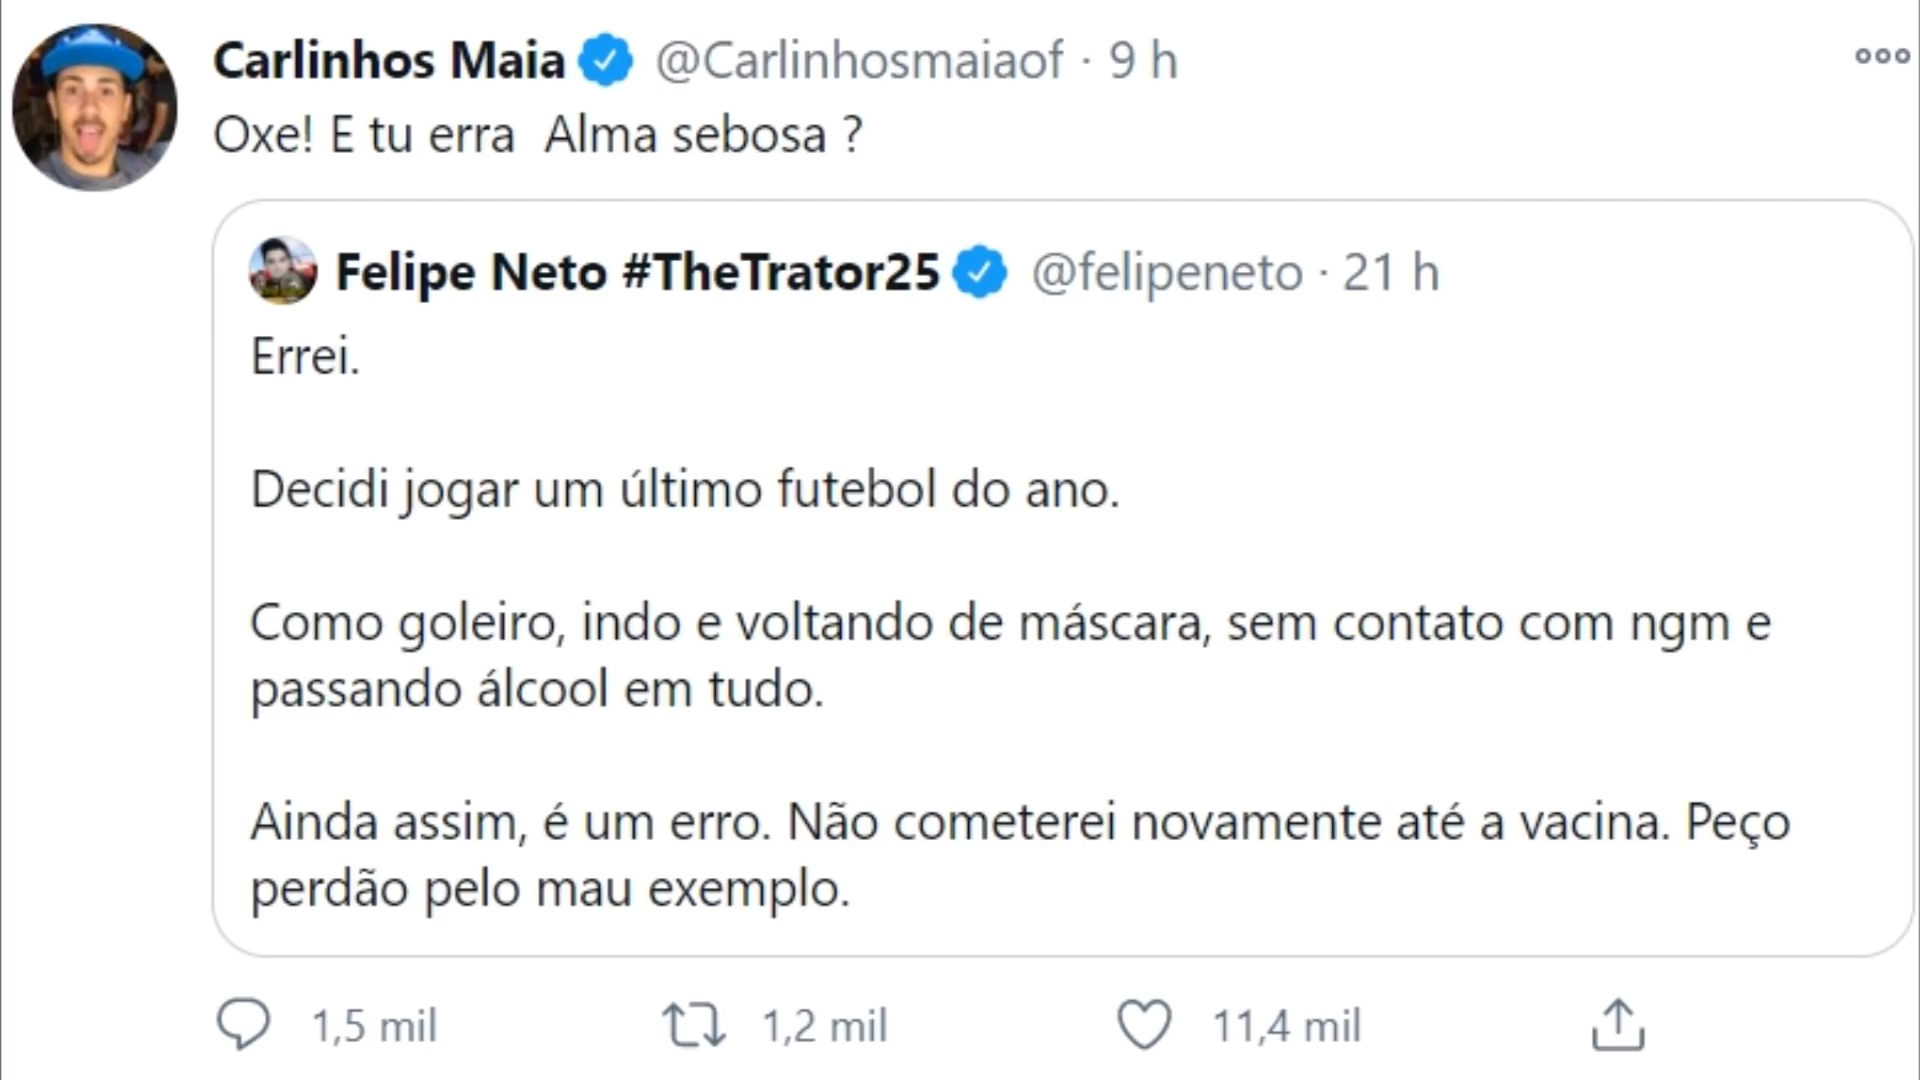 Carlinhos Maia @Carlinhosmaiaof · 9 h
Oxe! E tu erra  Alma sebosa ?
Felipe Neto #TheTrator25 @felipeneto · 21 h
Errei.
Decidi jogar um último futebol do ano.
Como goleiro, indo e voltando de máscara, sem contato com ngm e
passando álcool em tudo.
Ainda assim, é um erro. Não cometerei novamente até a vacina. Peço
perdão pelo mau exemplo.
1,5 mil 1,2 mil 11,4 mil